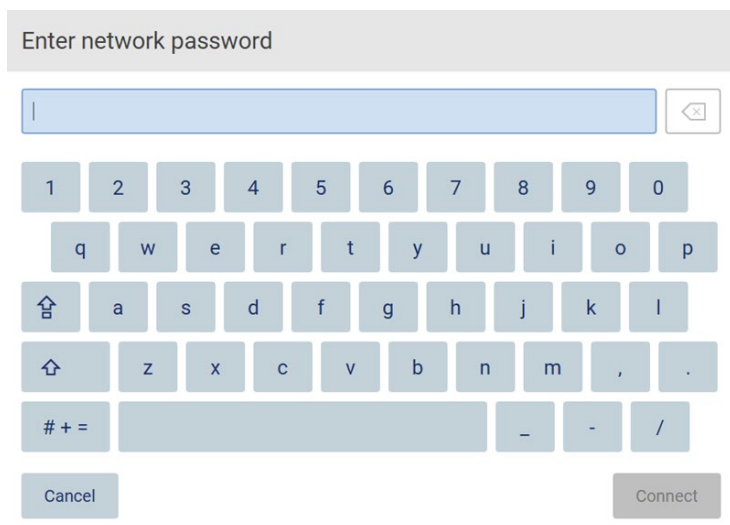 Enter network password
1 2 3 4 5 6 7 8 9 0
q w e r t y u i o p
a s d f g h j k l
z x c v b n m , .
# + = _ - /
Cancel Connect